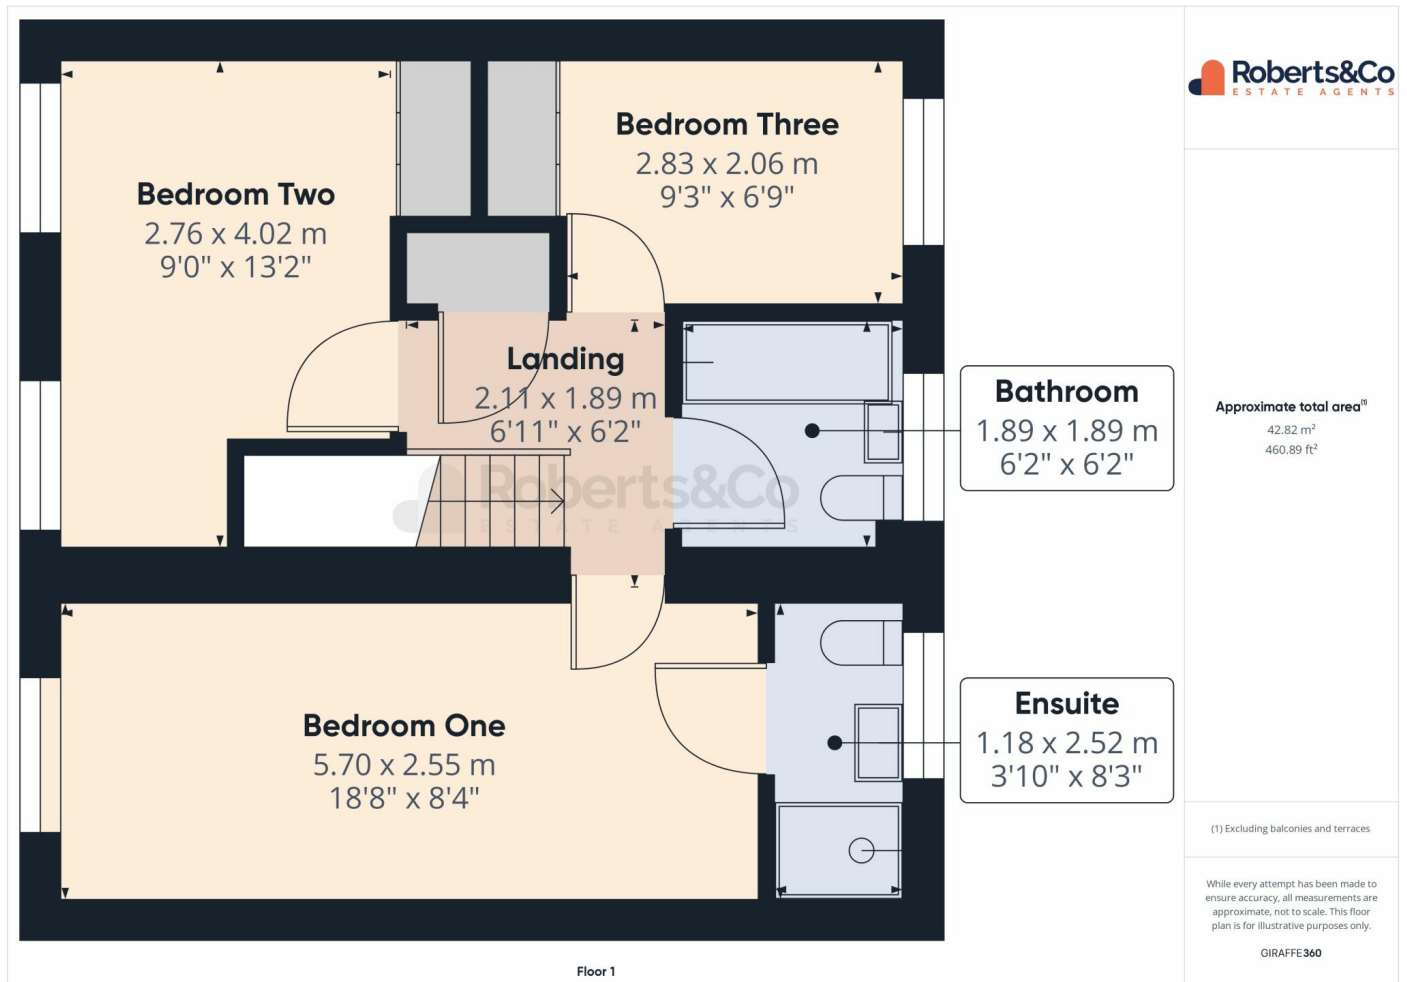 Bedroom Two
2.76 x 4.02 m
9'0" x 13'2"
Bedroom Three
2.83 x 2.06 m
9'3" x 6'9"
Landing
2.11 x 1.89 m
6'11" x 6'2"
Bathroom
1.89 x 1.89 m
6'2" x 6'2"
Roberts&Co
ESTATE AGENTS
Bedroom One
5.70 x 2.55 m
18'8" x 8'4"
Ensuite
1.18 x 2.52 m
3'10" x 8'3"
Floor 1
Roberts&Co
ESTATE AGENTS
Approximate total area(1)
42.82 m²
460.89 ft²
(1) Excluding balconies and terraces
While every attempt has been made to
ensure accuracy, all measurements are
approximate, not to scale. This floor
plan is for illustrative purposes only.
GIRAFFE360